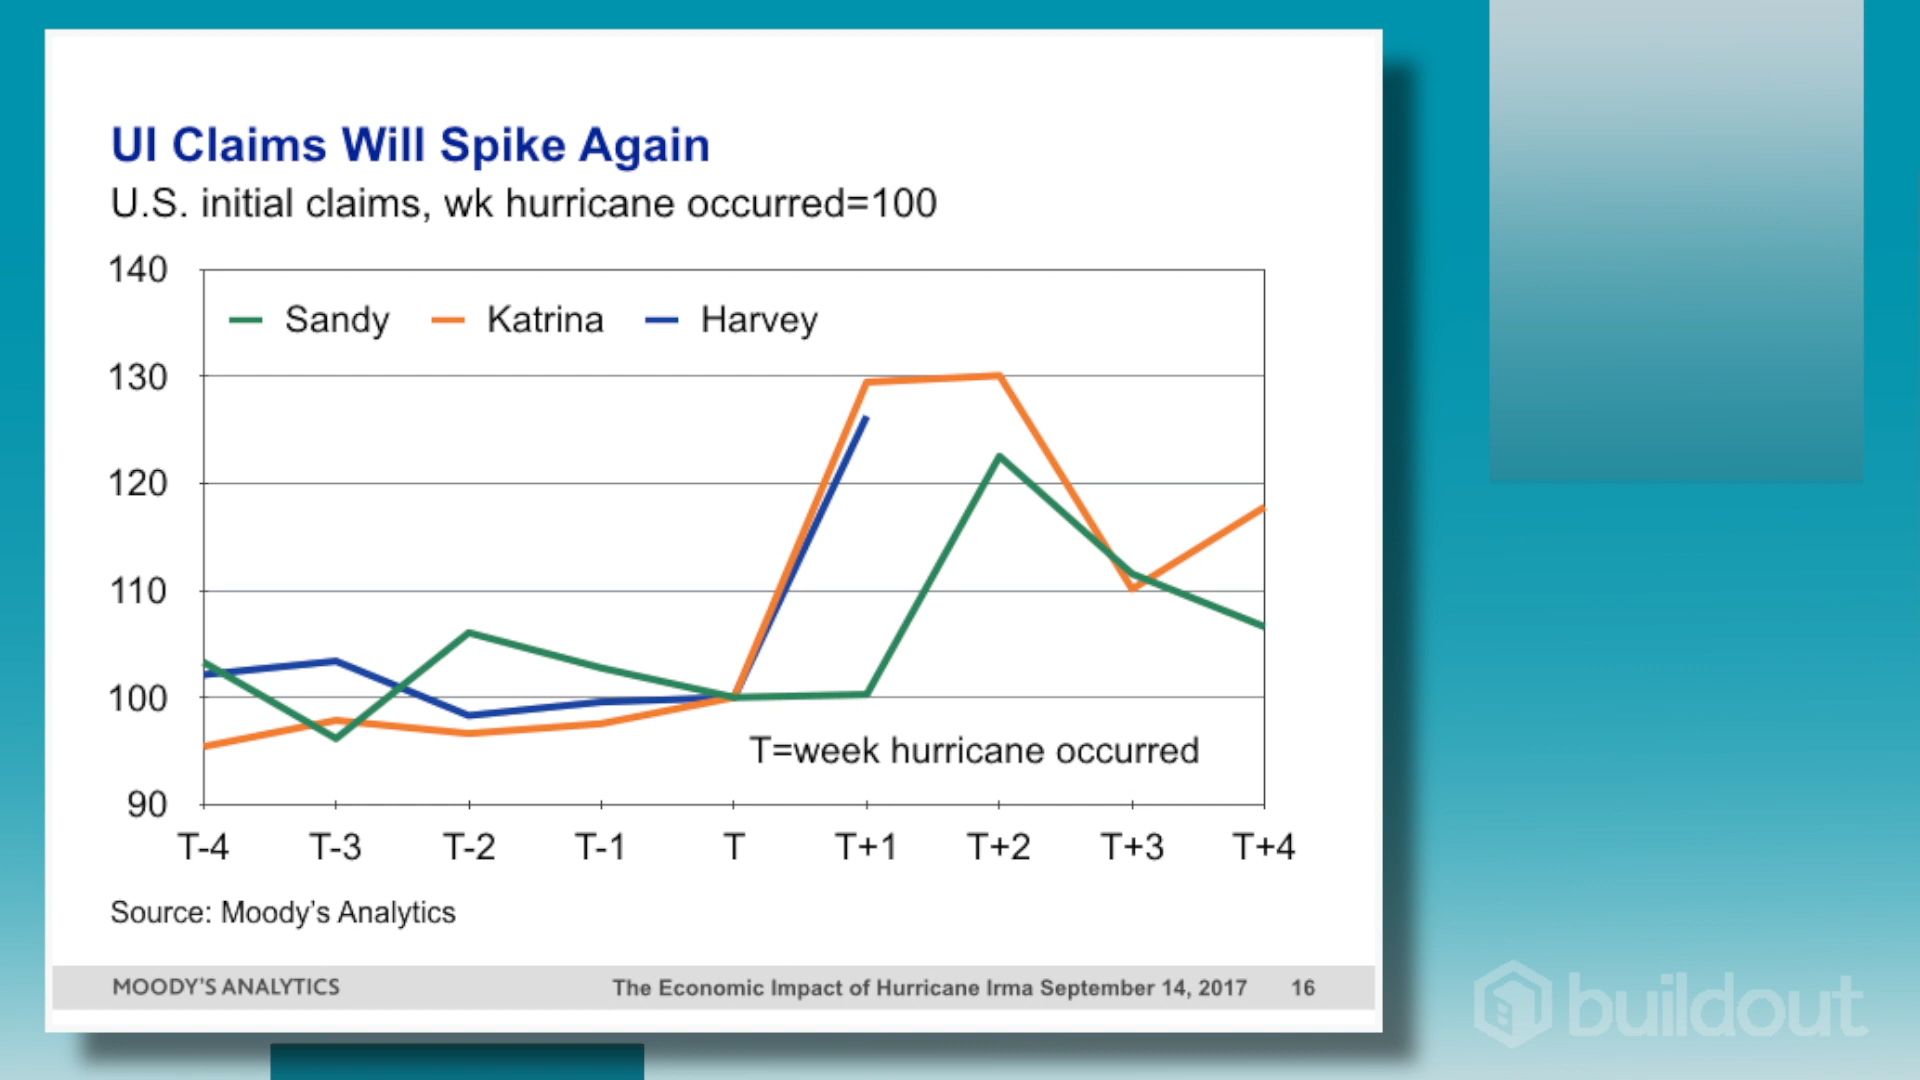 UI Claims Will Spike Again
U.S. initial claims, wk hurricane occurred=100
140
Sandy Katrina Harvey
130
120
110
100
T=week hurricane occurred
90
T-4 T-3 T-2 T-1 T T+1 T+2 T+3 T+4
Source: Moody's Analytics
MOODY'S ANALYTICS The Economic Impact of Hurricane Irma September 14, 2017 16
buildout